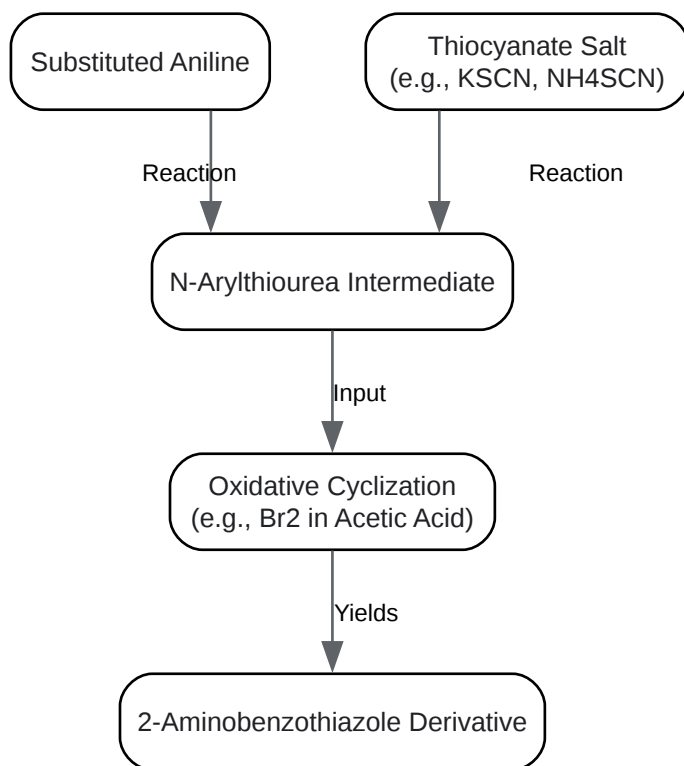 Substituted Aniline
Thiocyanate Salt
(e.g., KSCN, NH4SCN)
Reaction
Reaction
N-Arylthiourea Intermediate
Input
Oxidative Cyclization
(e.g., Br2 in Acetic Acid)
Yields
2-Aminobenzothiazole Derivative